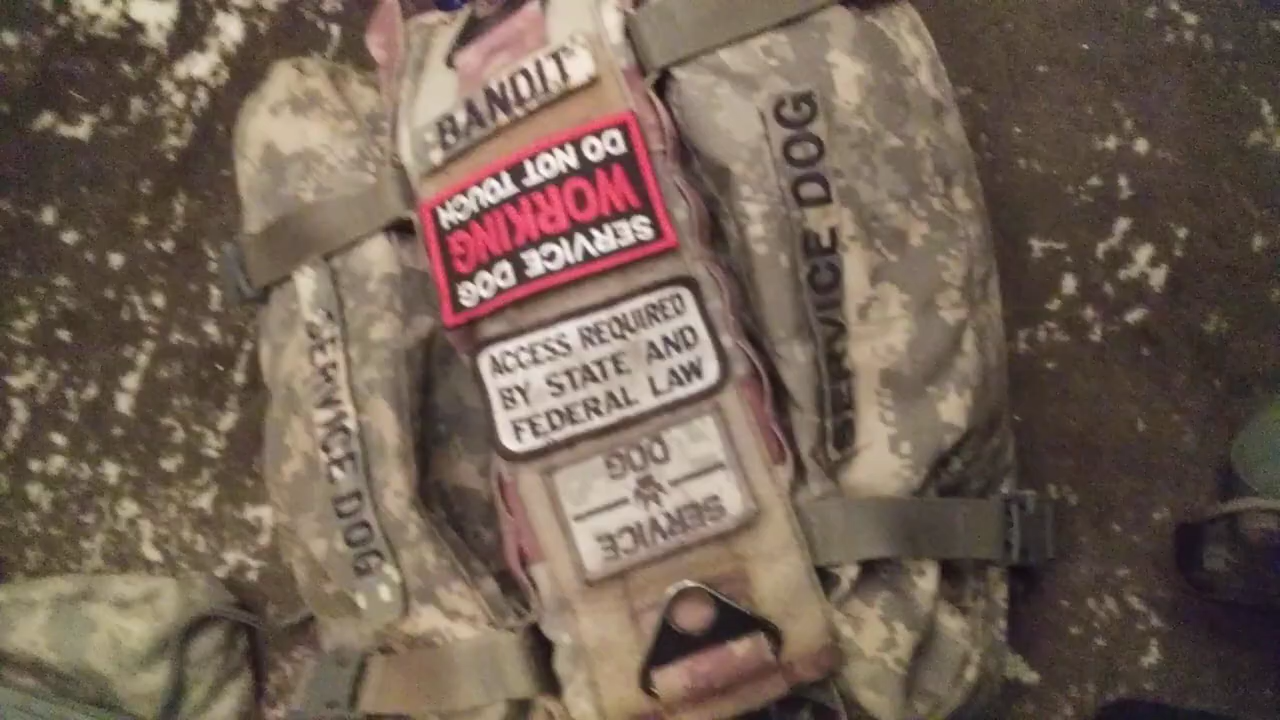 "BANDIT"
SERVICE DOG
WORKING
DO NOT TOUCH
ACCESS REQUIRED
BY STATE AND
FEDERAL LAW
SERVICE
DOG
SERVICE DOG
SERVICE DOG